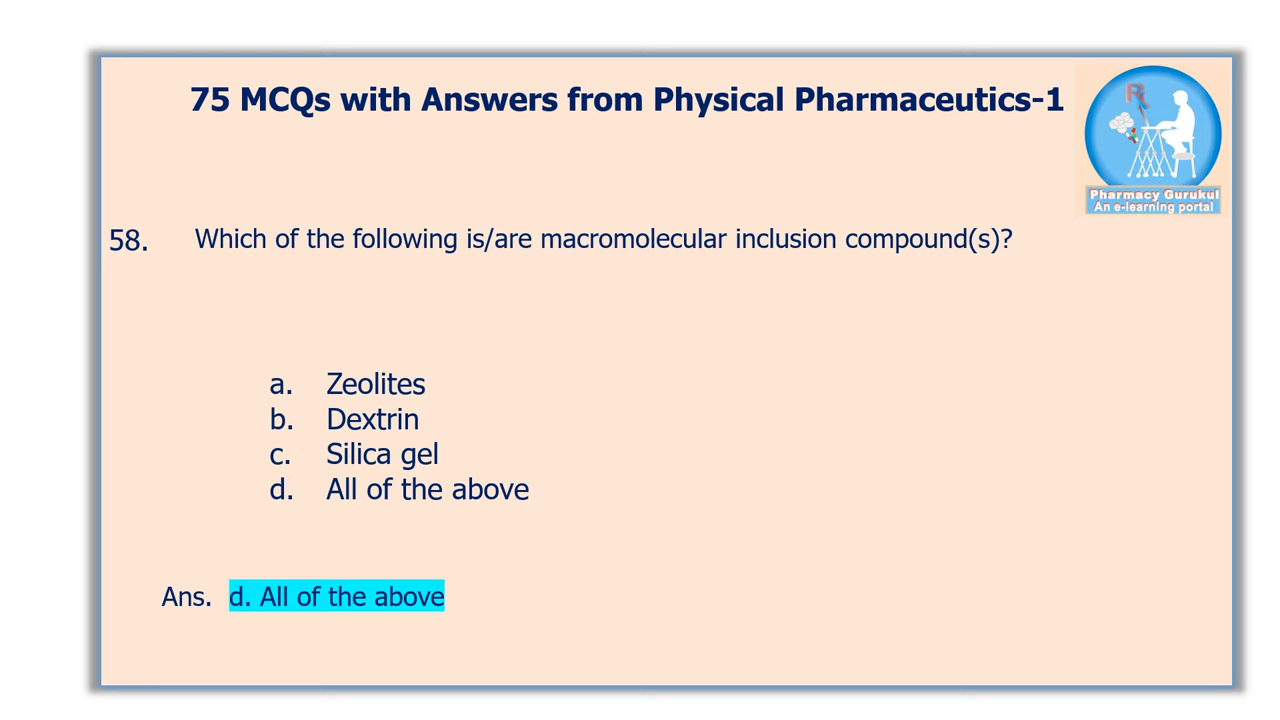 75 MCQs with Answers from Physical Pharmaceutics-1
Rx
Pharmacy Gurukul
An e-learning portal
58. Which of the following is/are macromolecular inclusion compound(s)?
a. Zeolites
b. Dextrin
c. Silica gel
d. All of the above
Ans. d. All of the above